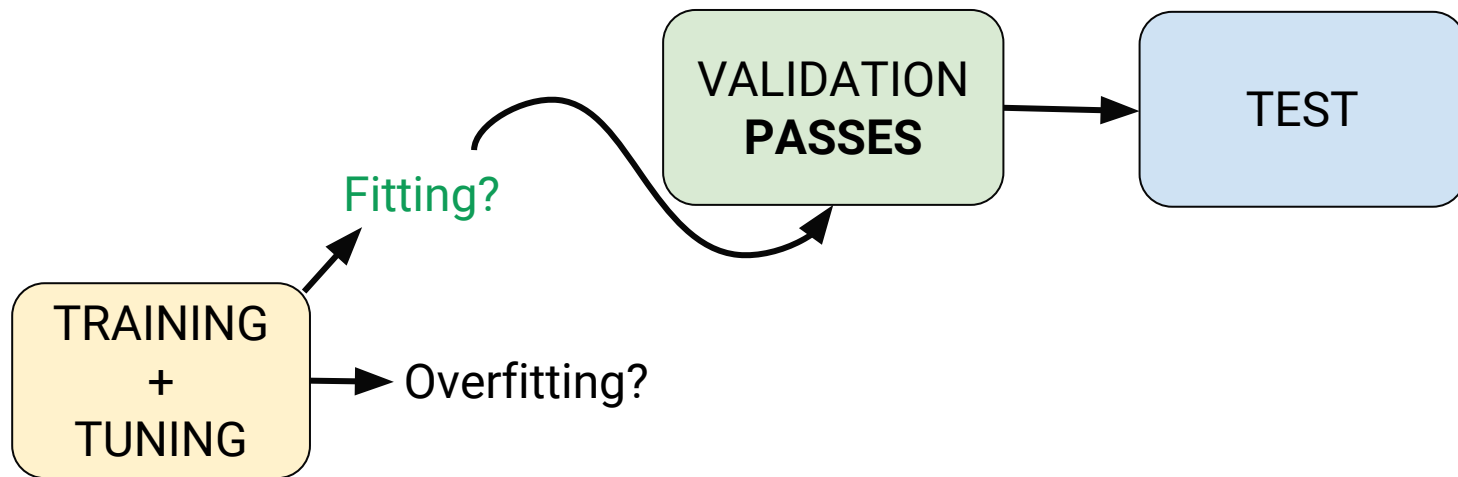 VALIDATION
PASSES
TEST
Fitting?
TRAINING
+
TUNING
Overfitting?